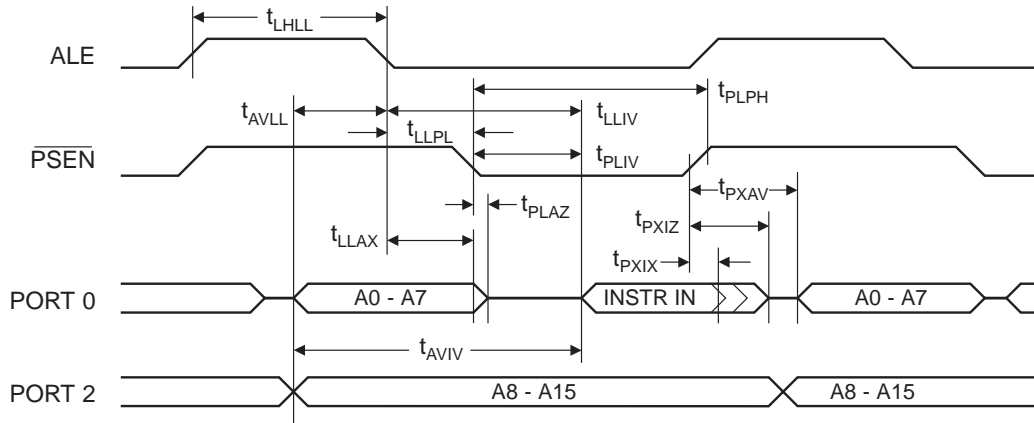 tLHLL
ALE
tPLPH
tAVLL
tLLIV
tLLPL
PSEN
tPLIV
tPXAV
tPLAZ
tPXIZ
tLLAX
tPXIX
PORT 0
A0 - A7
INSTR IN
A0 - A7
tAVIV
PORT 2
A8 - A15
A8 - A15